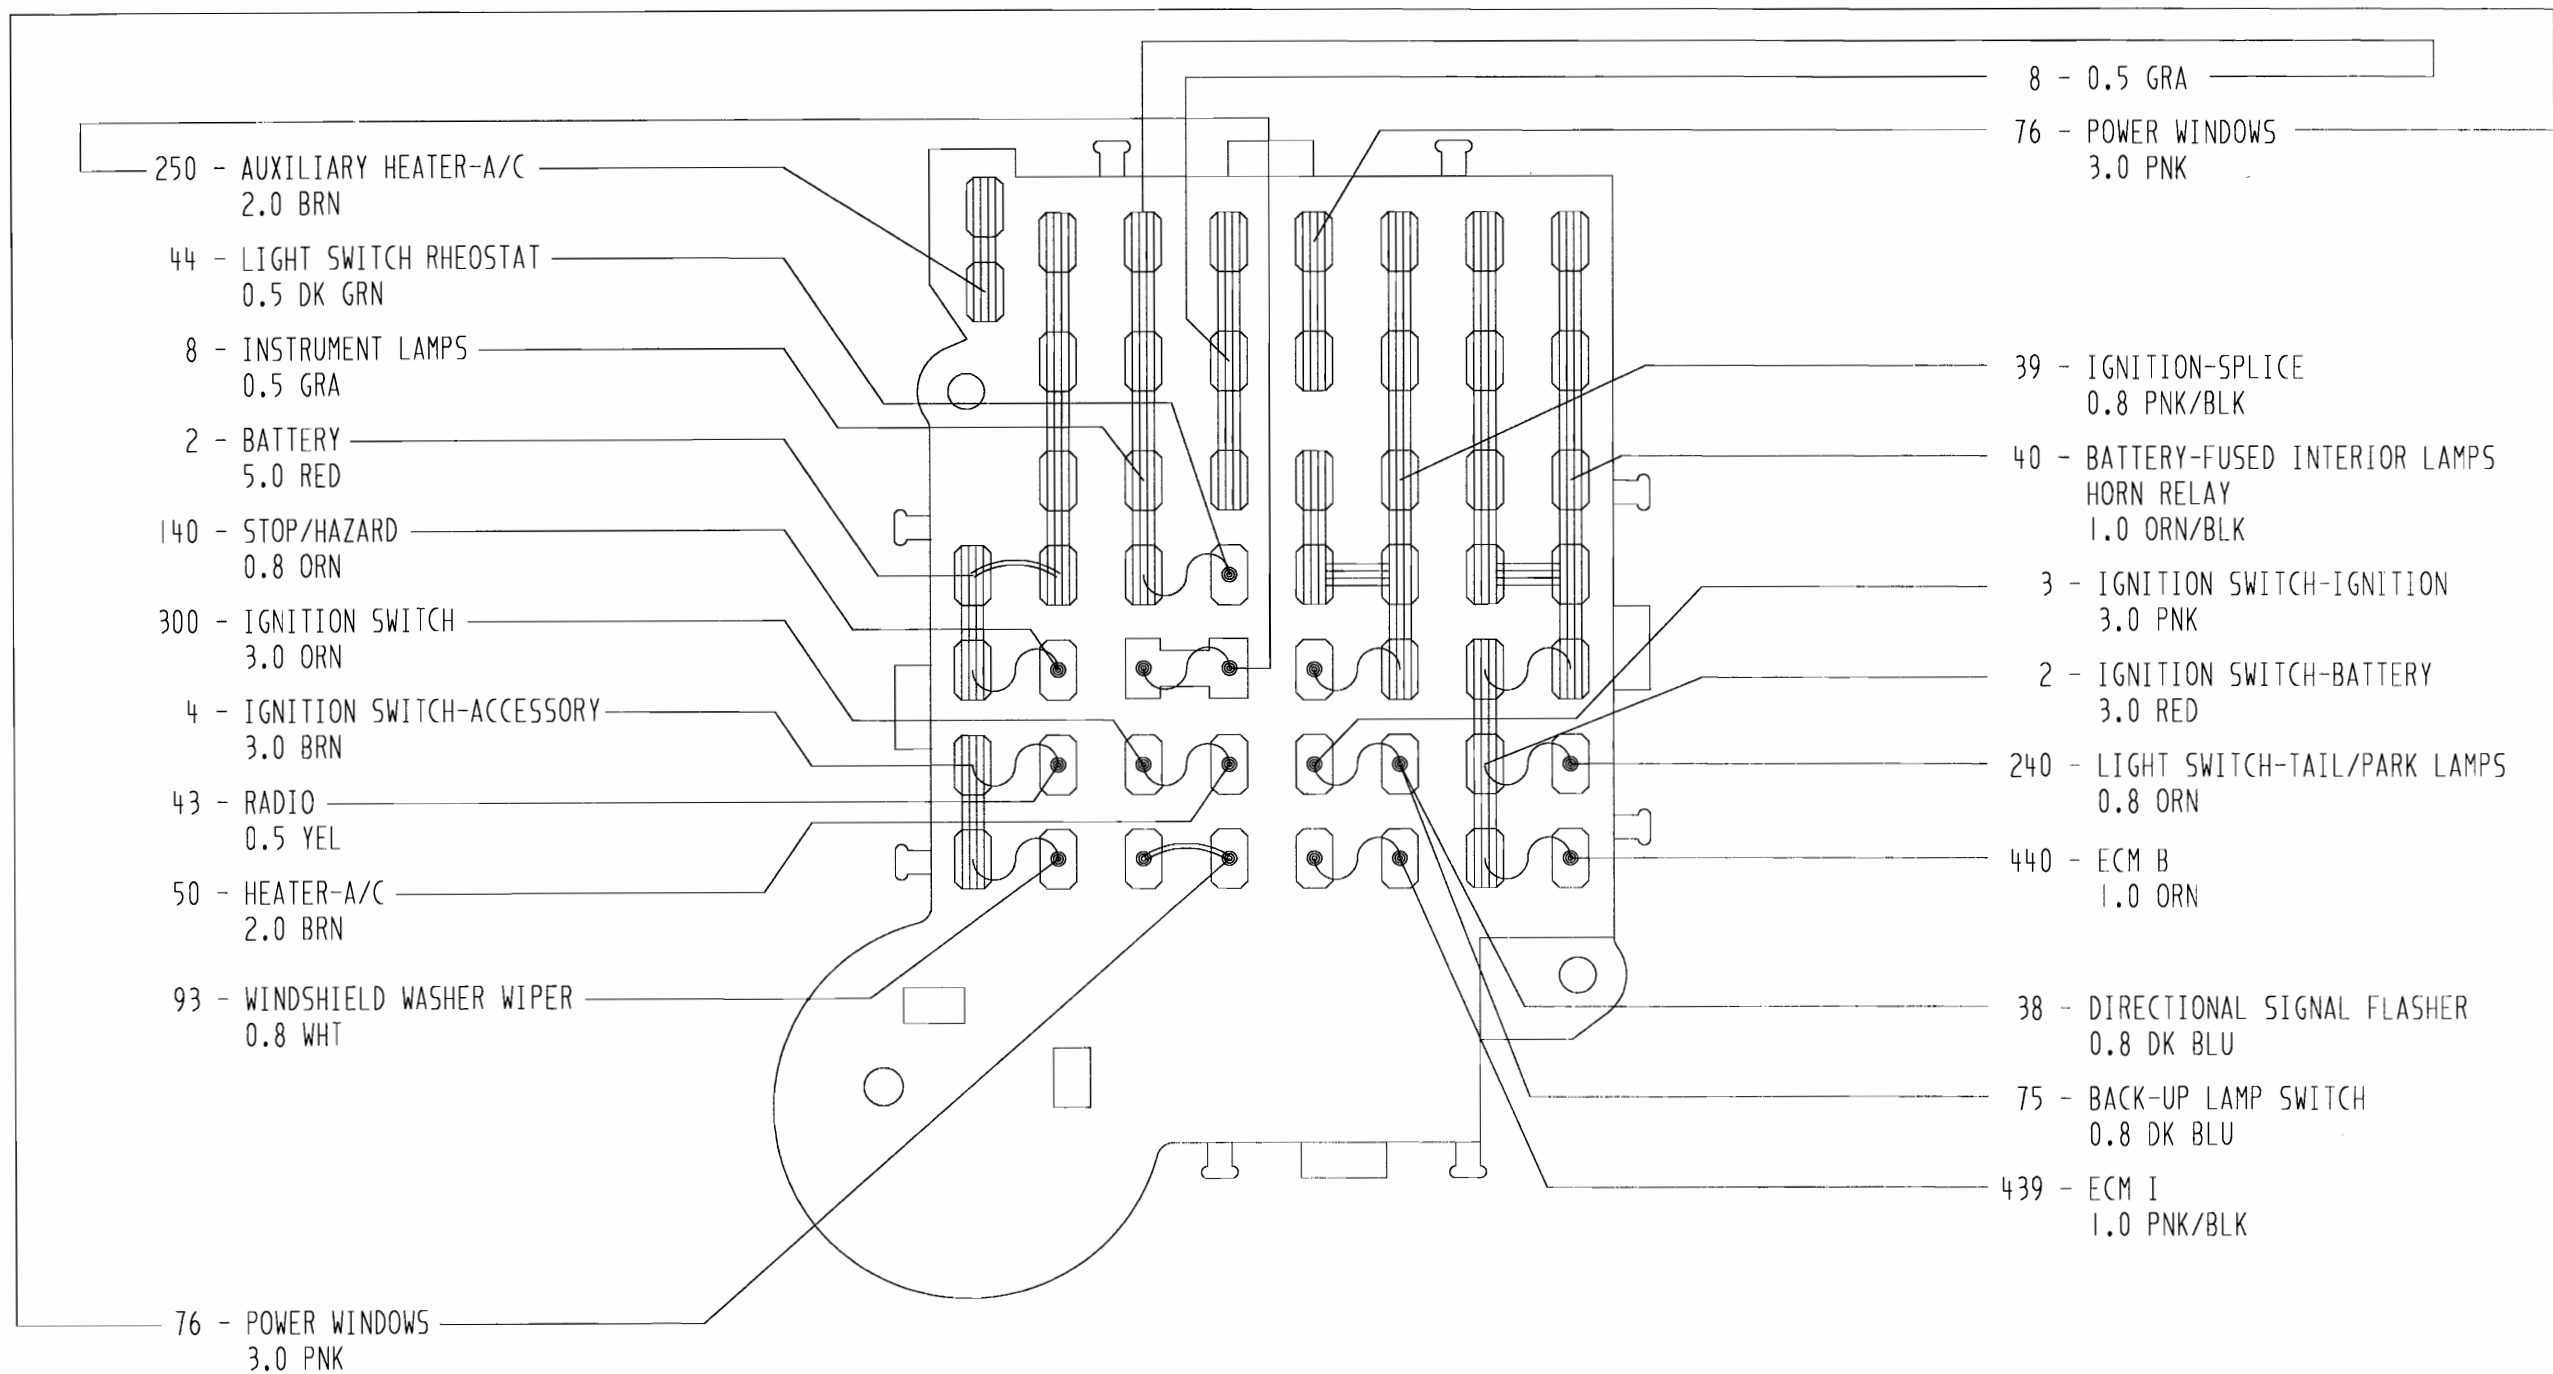 250 - AUXILIARY HEATER-A/C
2.0 BRN
44 - LIGHT SWITCH RHEOSTAT
0.5 DK GRN
8 - INSTRUMENT LAMPS
0.5 GRA
2 - BATTERY
5.0 RED
140 - STOP/HAZARD
0.8 ORN
300 - IGNITION SWITCH
3.0 ORN
4 - IGNITION SWITCH-ACCESSORY
3.0 BRN
43 - RADIO
0.5 YEL
50 - HEATER-A/C
2.0 BRN
93 - WINDSHIELD WASHER WIPER
0.8 WHT
76 - POWER WINDOWS
3.0 PNK
8 - 0.5 GRA
76 - POWER WINDOWS
3.0 PNK
39 - IGNITION-SPLICE
0.8 PNK/BLK
40 - BATTERY-FUSED INTERIOR LAMPS
HORN RELAY
1.0 ORN/BLK
3 - IGNITION SWITCH-IGNITION
3.0 PNK
2 - IGNITION SWITCH-BATTERY
3.0 RED
240 - LIGHT SWITCH-TAIL/PARK LAMPS
0.8 ORN
440 - ECM B
1.0 ORN
38 - DIRECTIONAL SIGNAL FLASHER
0.8 DK BLU
75 - BACK-UP LAMP SWITCH
0.8 DK BLU
439 - ECM I
1.0 PNK/BLK